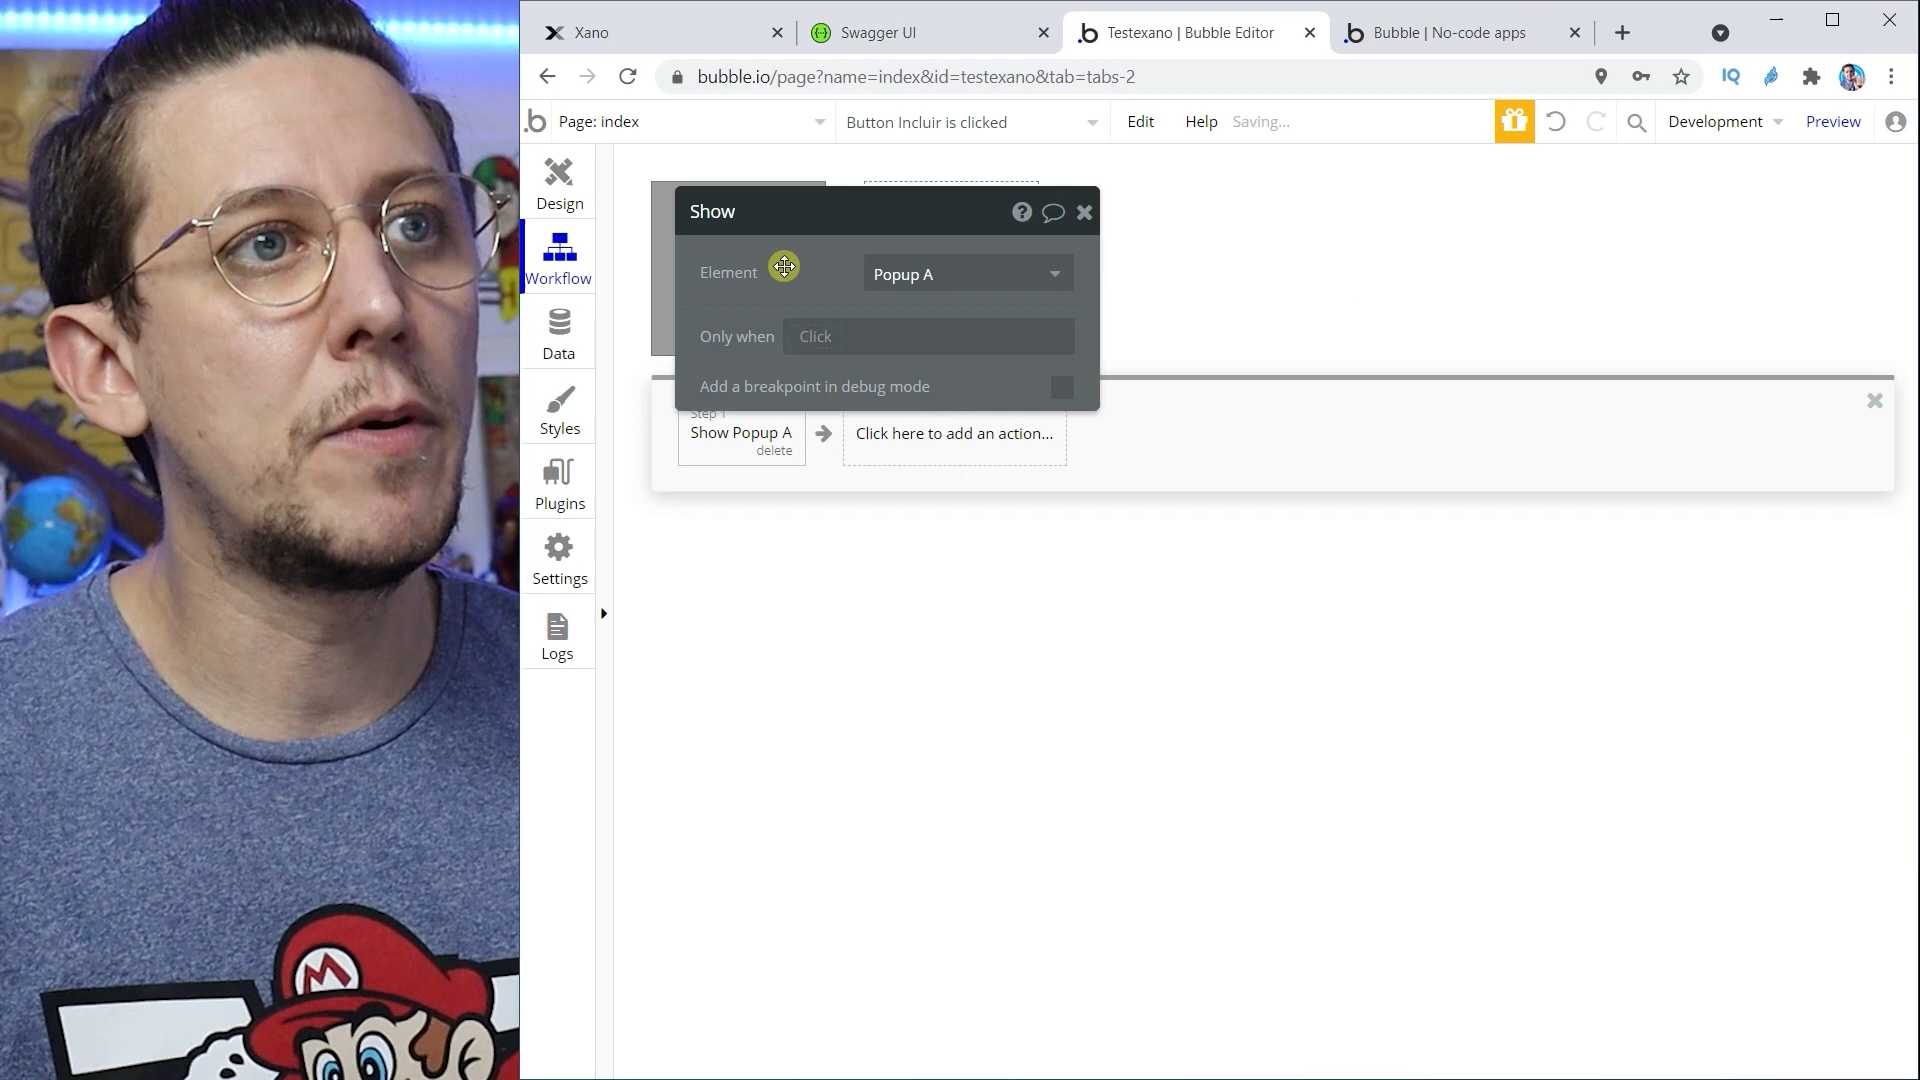 Xano
Swagger UI
Testexano | Bubble Editor
Bubble | No-code apps
bubble.io/page?name=index&id=testexano&tab=tabs-2
IQ
Page: index
Button Incluir is clicked
Edit
Help
Saving...
Development
Preview
Design
Workflow
Data
Styles
Plugins
Settings
Logs
Show
Element
Popup A
Only when
Click
Add a breakpoint in debug mode
Step 1
Show Popup A
delete
Click here to add an action...
M